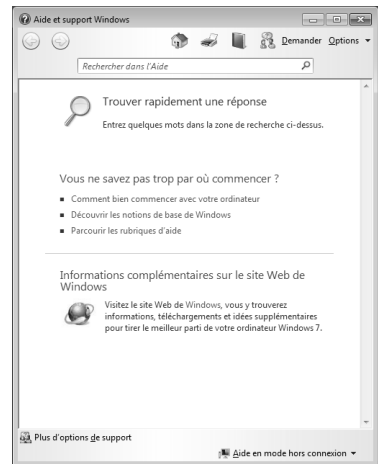 Aide et support Windows
Demander Options
Rechercher dans l'Aide
Trouver rapidement une réponse
Entrez quelques mots dans la zone de recherche ci-dessus.
Vous ne savez pas trop par où commencer ?
Comment bien commencer avec votre ordinateur
Découvrir les notions de base de Windows
Parcourir les rubriques d'aide
Informations complémentaires sur le site Web de
Windows
Visitez le site Web de Windows, vous y trouverez
informations, téléchargements et idées supplémentaires
pour tirer le meilleur parti de votre ordinateur Windows 7.
Plus d'options de support
Aide en mode hors connexion